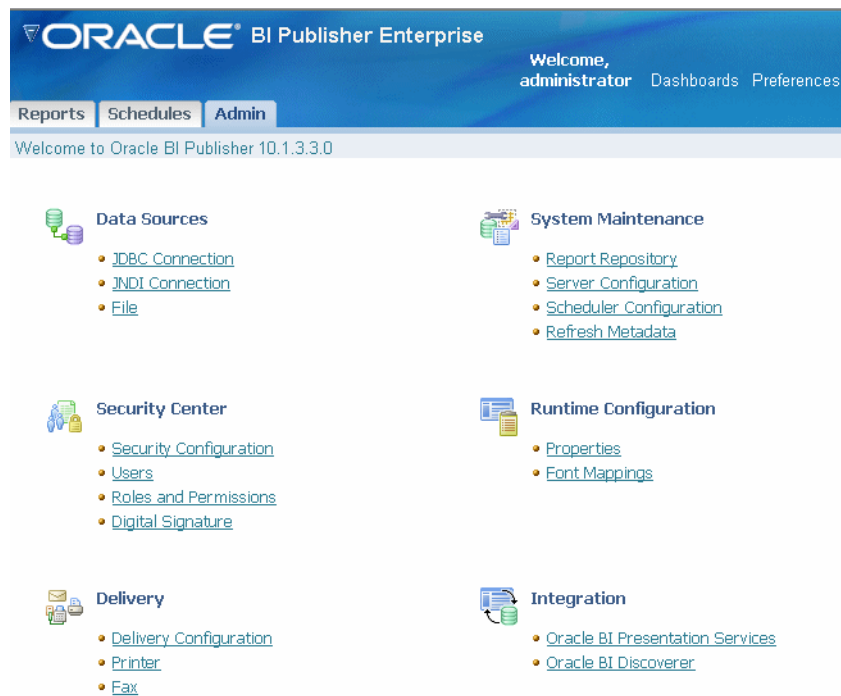 ORACLE® BI Publisher Enterprise
Welcome,
administrator Dashboards Preferences
Reports Schedules Admin
Welcome to Oracle BI Publisher 10.1.3.3.0
Data Sources
JDBC Connection
JNDI Connection
File
System Maintenance
Report Repository
Server Configuration
Scheduler Configuration
Refresh Metadata
Security Center
Security Configuration
Users
Roles and Permissions
Digital Signature
Runtime Configuration
Properties
Font Mappings
Delivery
Delivery Configuration
Printer
Fax
Integration
Oracle BI Presentation Services
Oracle BI Discoverer